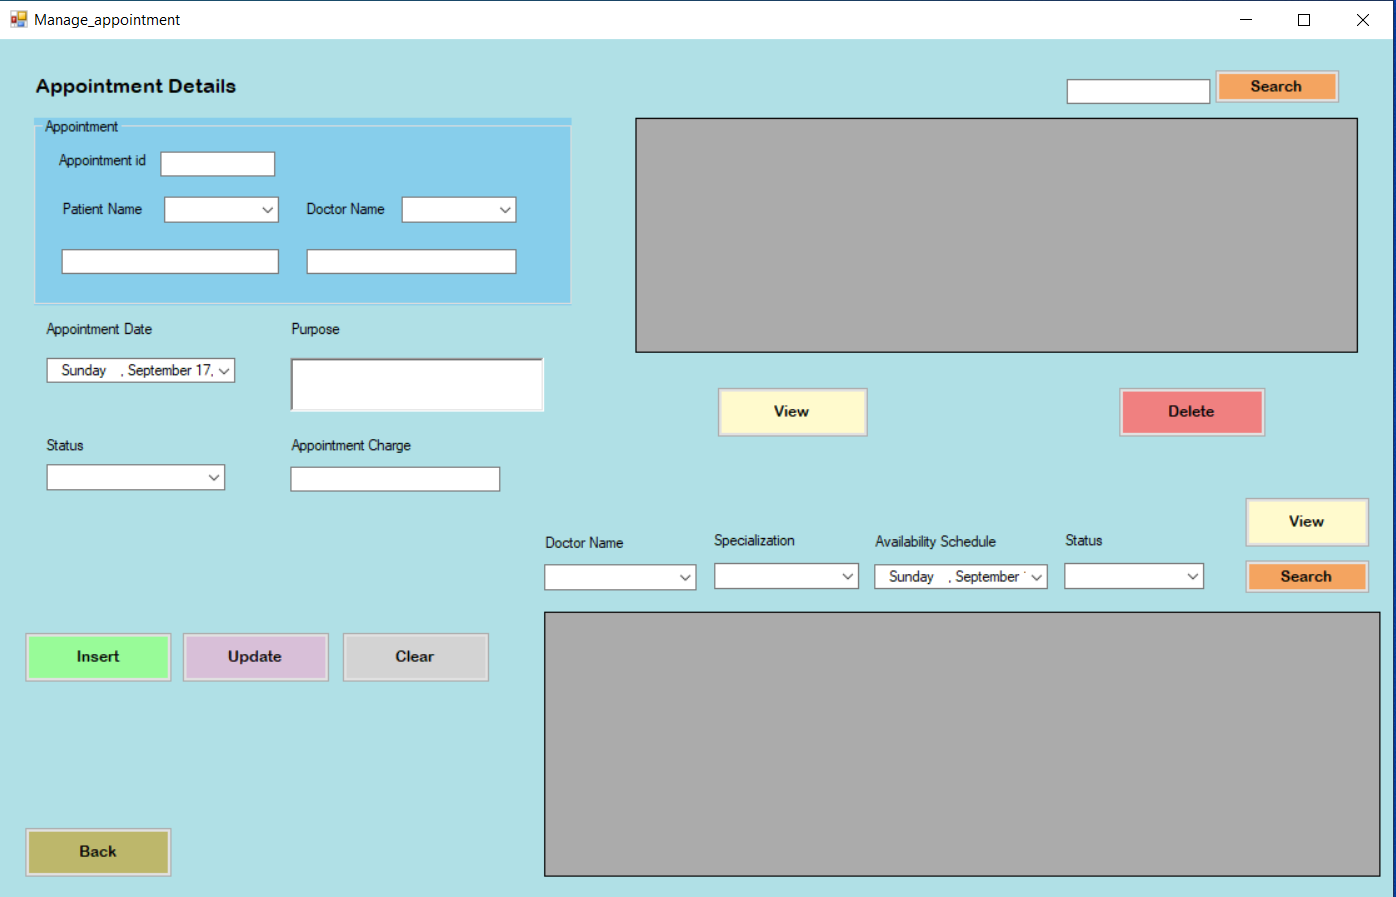 Manage_appointment
Appointment Details
Search
Appointment
Appointment id
Patient Name
Doctor Name
Appointment Date
Purpose
Sunday , September 17,
View
Delete
Status
Appointment Charge
View
Doctor Name
Specialization
Availability Schedule
Status
Sunday , September
Search
Insert
Update
Clear
Back